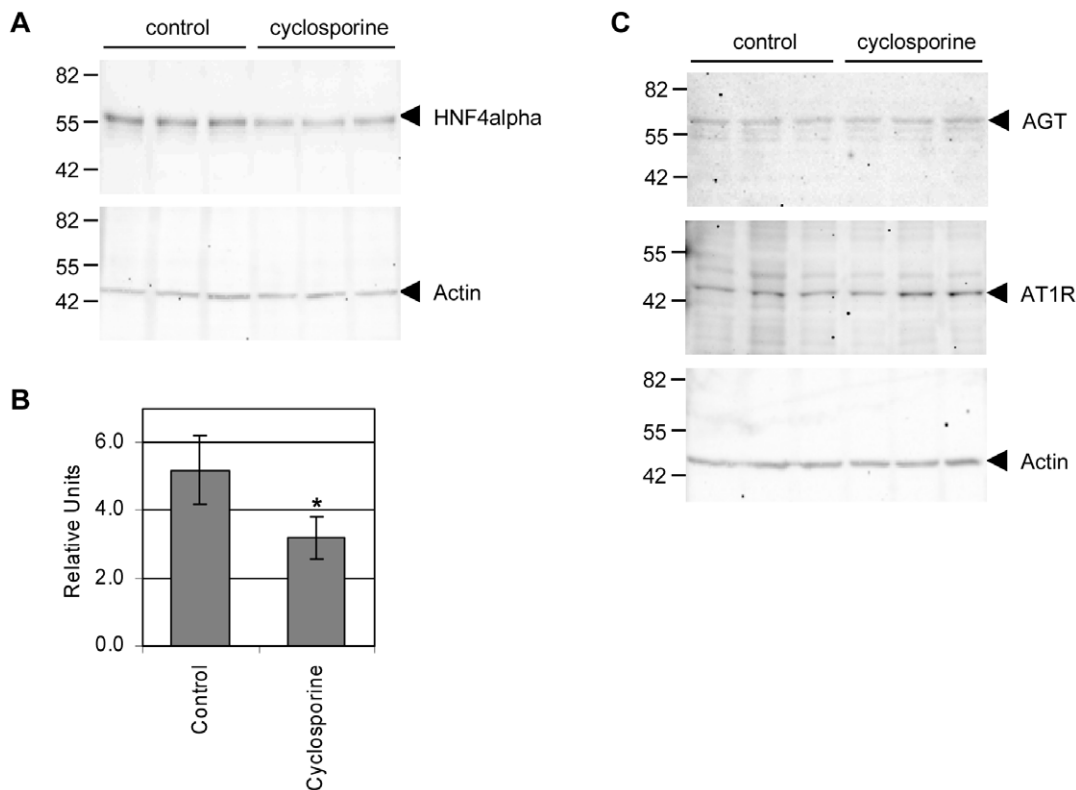 A
control cyclosporine
82
55
42
HNF4alpha
82
55
42
Actin
B
Relative Units
6.0
4.0
2.0
0.0
*
Control
Cyclosporine
C
control cyclosporine
82
55
42
AGT
55
42
AT1R
82
55
42
Actin